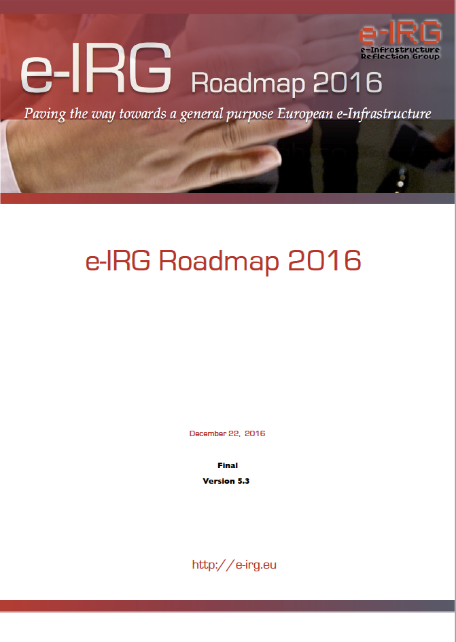 e-IRG
e-Infrastructure
Reflection Group
e-IRG Roadmap 2016
Paving the way towards a general purpose European e-Infrastructure
e-IRG Roadmap 2016
December 22, 2016
Final
Version 5.3
http://e-irg.eu